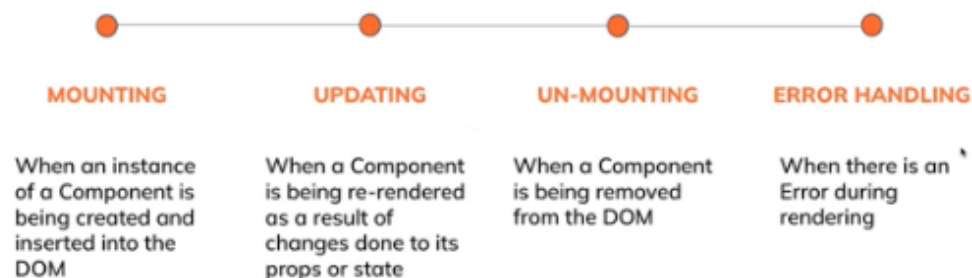 MOUNTING
UPDATING
UN-MOUNTING
ERROR HANDLING
When an instance
of a Component is
being created and
inserted into the
DOM
When a Component
is being re-rendered
as a result of
changes done to its
props or state
When a Component
is being removed
from the DOM
When there is an
Error during
rendering